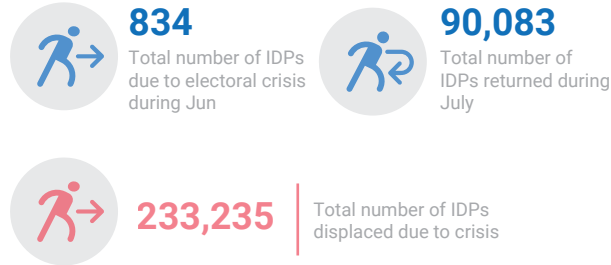 834
Total number of IDPs
due to electoral crisis
during Jun
90,083
Total number of
IDPs returned during
July
233,235
Total number of IDPs
displaced due to crisis